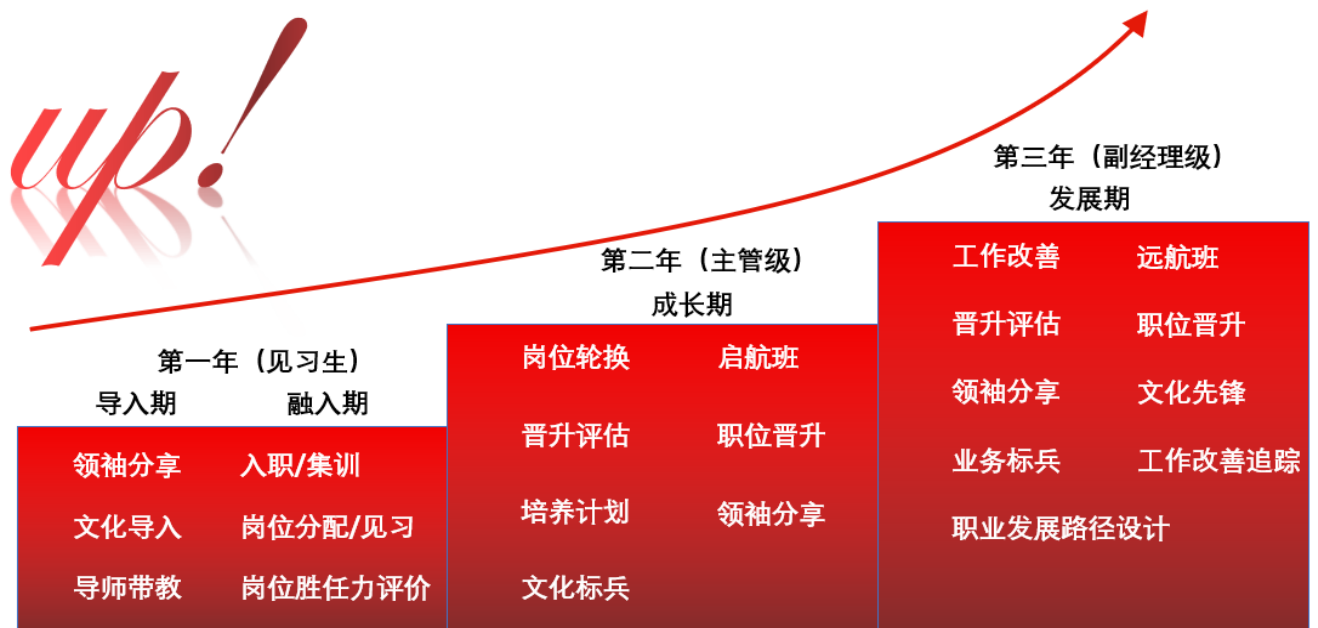 up!
第一年（见习生）
导入期 融入期
领袖分享 入职/集训
文化导入 岗位分配/见习
导师带教 岗位胜任力评价
第二年（主管级）
成长期
岗位轮换 启航班
晋升评估 职位晋升
培养计划 领袖分享
文化标兵
第三年（副经理级）
发展期
工作改善 远航班
晋升评估 职位晋升
领袖分享 文化先锋
业务标兵 工作改善追踪
职业发展路径设计